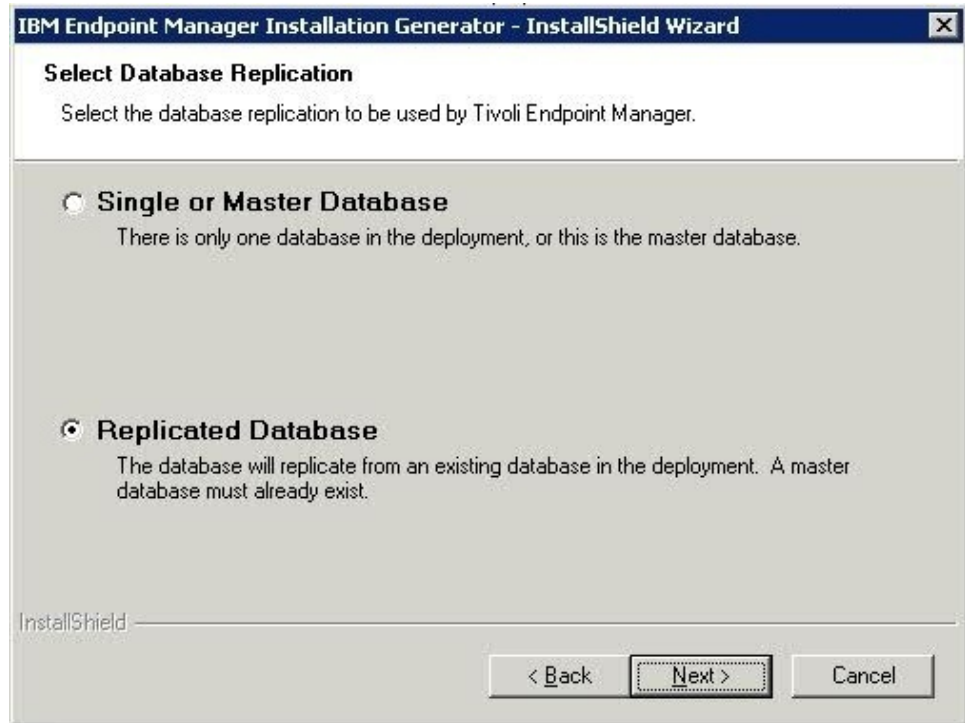 IBM Endpoint Manager Installation Generator - InstallShield Wizard
Select Database Replication
Select the database replication to be used by Tivoli Endpoint Manager.
Single or Master Database
There is only one database in the deployment, or this is the master database.
Replicated Database
The database will replicate from an existing database in the deployment. A master
database must already exist.
InstallShield
< Back Next > Cancel